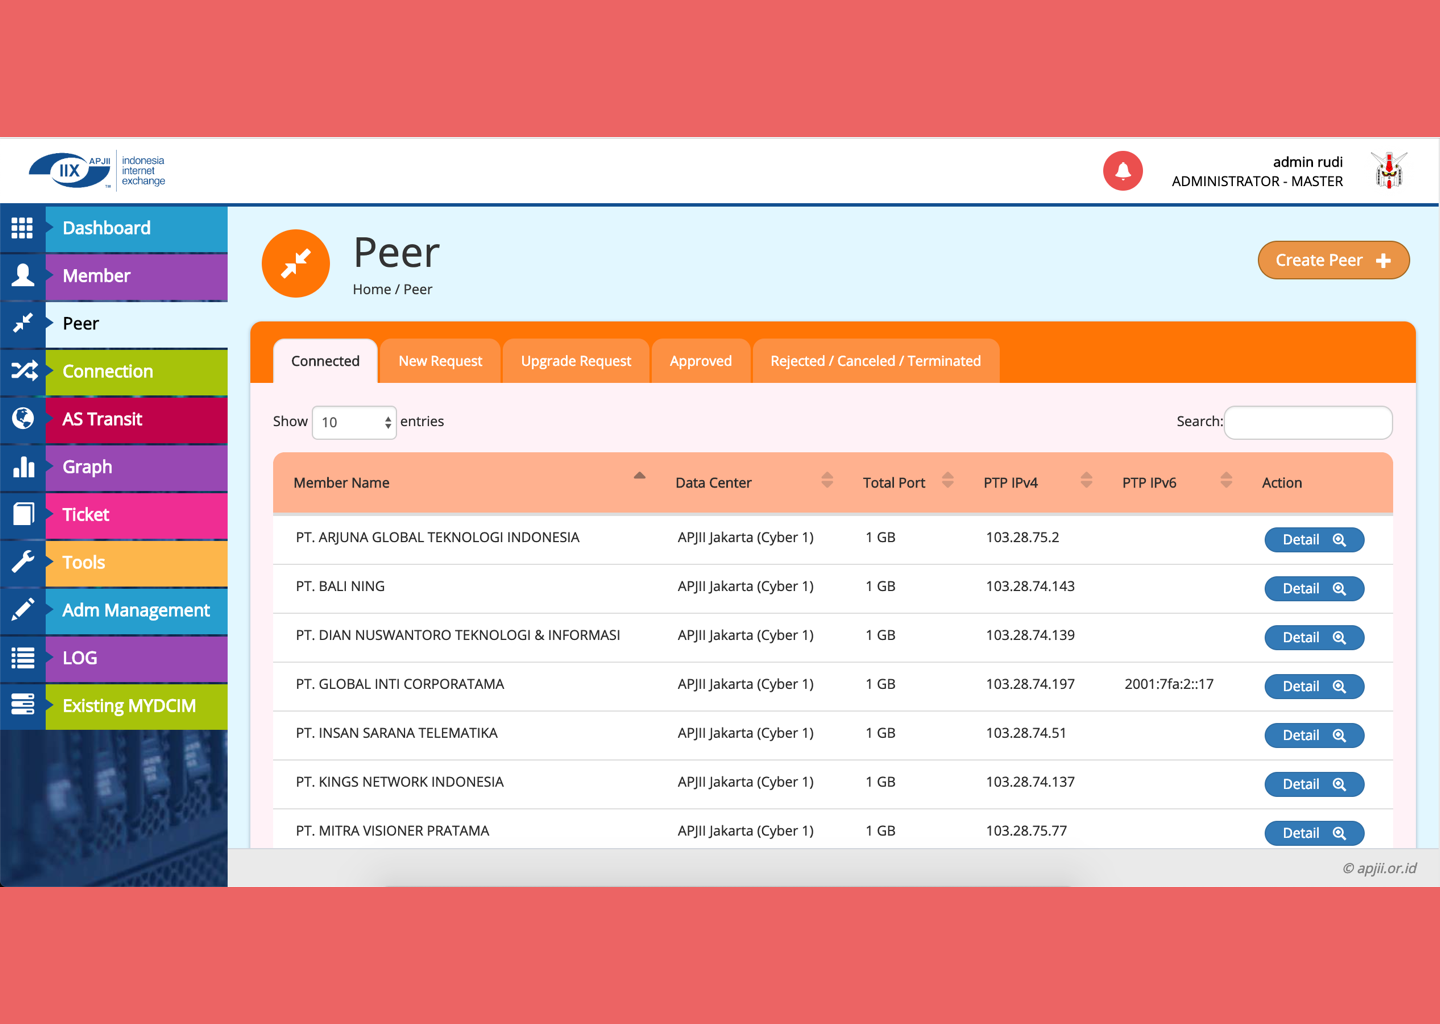 IIX APJII ™ indonesia
internet
exchange
admin rudi
ADMINISTRATOR - MASTER
Dashboard
Member
Peer
Connection
AS Transit
Graph
Ticket
Tools
Adm Management
LOG
Existing MYDCIM
Peer
Home / Peer
Create Peer
Connected New Request Upgrade Request Approved Rejected / Canceled / Terminated
Show 10 entries Search:
Member Name Data Center Total Port PTP IPv4 PTP IPv6 Action
PT. ARJUNA GLOBAL TEKNOLOGI INDONESIA APJII Jakarta (Cyber 1) 1 GB 103.28.75.2 Detail
PT. BALI NING APJII Jakarta (Cyber 1) 1 GB 103.28.74.143 Detail
PT. DIAN NUSWANTORO TEKNOLOGI & INFORMASI APJII Jakarta (Cyber 1) 1 GB 103.28.74.139 Detail
PT. GLOBAL INTI CORPORATAMA APJII Jakarta (Cyber 1) 1 GB 103.28.74.197 2001:7fa:2::17 Detail
PT. INSAN SARANA TELEMATIKA APJII Jakarta (Cyber 1) 1 GB 103.28.74.51 Detail
PT. KINGS NETWORK INDONESIA APJII Jakarta (Cyber 1) 1 GB 103.28.74.137 Detail
PT. MITRA VISIONER PRATAMA APJII Jakarta (Cyber 1) 1 GB 103.28.75.77 Detail
© apjii.or.id